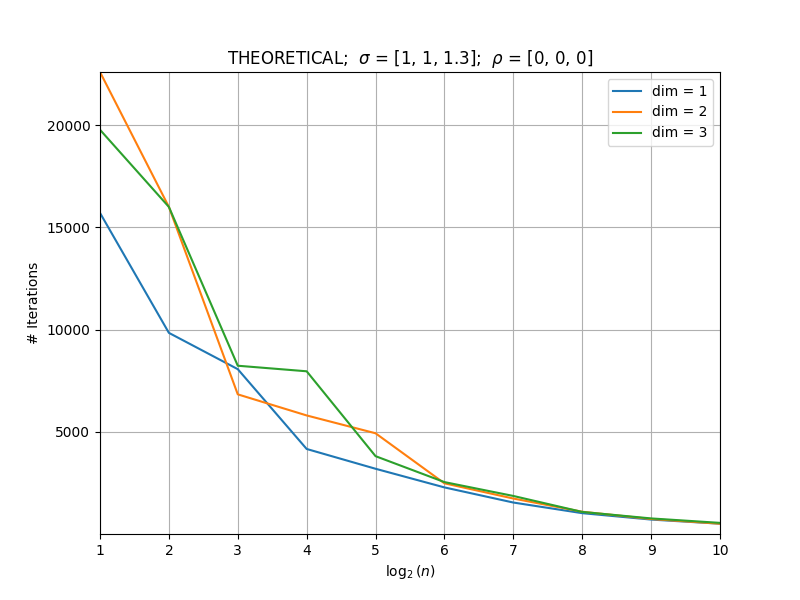 THEORETICAL;  σ = [1, 1, 1.3];  ρ = [0, 0, 0]
dim = 1
dim = 2
dim = 3
20000
15000
10000
5000
# Iterations
1 2 3 4 5 6 7 8 9 10
log₂(n)